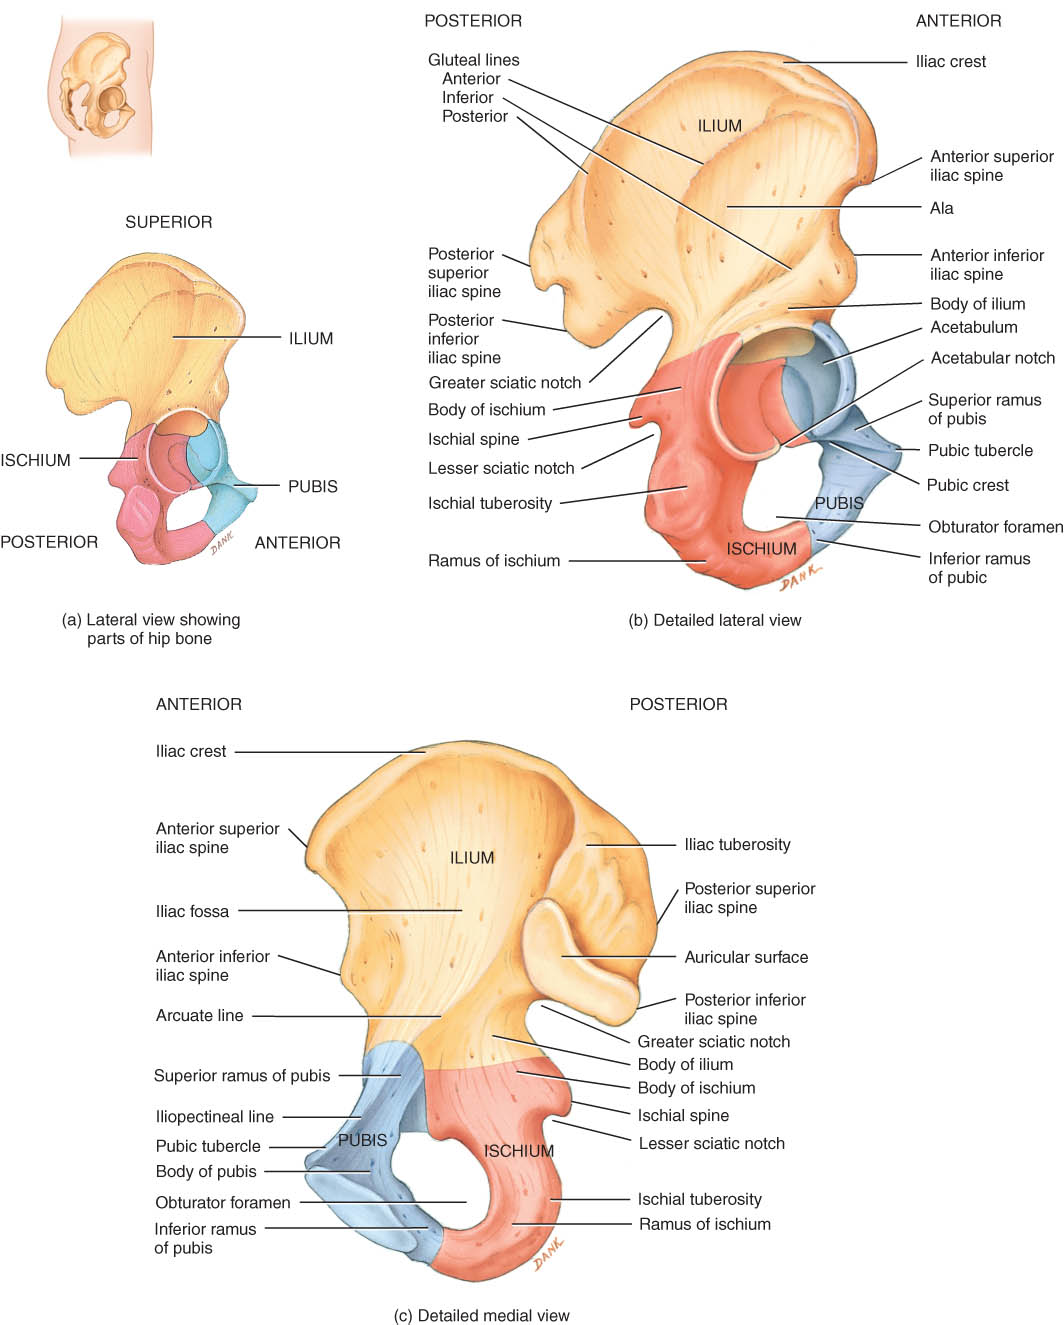 SUPERIOR
ILIUM
ISCHIUM
PUBIS
POSTERIOR
ANTERIOR
DANK
(a) Lateral view showing
parts of hip bone
POSTERIOR
ANTERIOR
Gluteal lines
Anterior
Inferior
Posterior
Posterior
superior
iliac spine
Posterior
inferior
iliac spine
Greater sciatic notch
Body of ischium
Ischial spine
Lesser sciatic notch
Ischial tuberosity
Ramus of ischium
ILIUM
PUBIS
ISCHIUM
DANK
Iliac crest
Anterior superior
iliac spine
Ala
Anterior inferior
iliac spine
Body of ilium
Acetabulum
Acetabular notch
Superior ramus
of pubis
Pubic tubercle
Pubic crest
Obturator foramen
Inferior ramus
of pubic
(b) Detailed lateral view
ANTERIOR
POSTERIOR
Iliac crest
Anterior superior
iliac spine
Iliac fossa
Anterior inferior
iliac spine
Arcuate line
Superior ramus of pubis
Iliopectineal line
Pubic tubercle
Body of pubis
Obturator foramen
Inferior ramus
of pubis
ILIUM
PUBIS
ISCHIUM
DANK
Iliac tuberosity
Posterior superior
iliac spine
Auricular surface
Posterior inferior
iliac spine
Greater sciatic notch
Body of ilium
Body of ischium
Ischial spine
Lesser sciatic notch
Ischial tuberosity
Ramus of ischium
(c) Detailed medial view